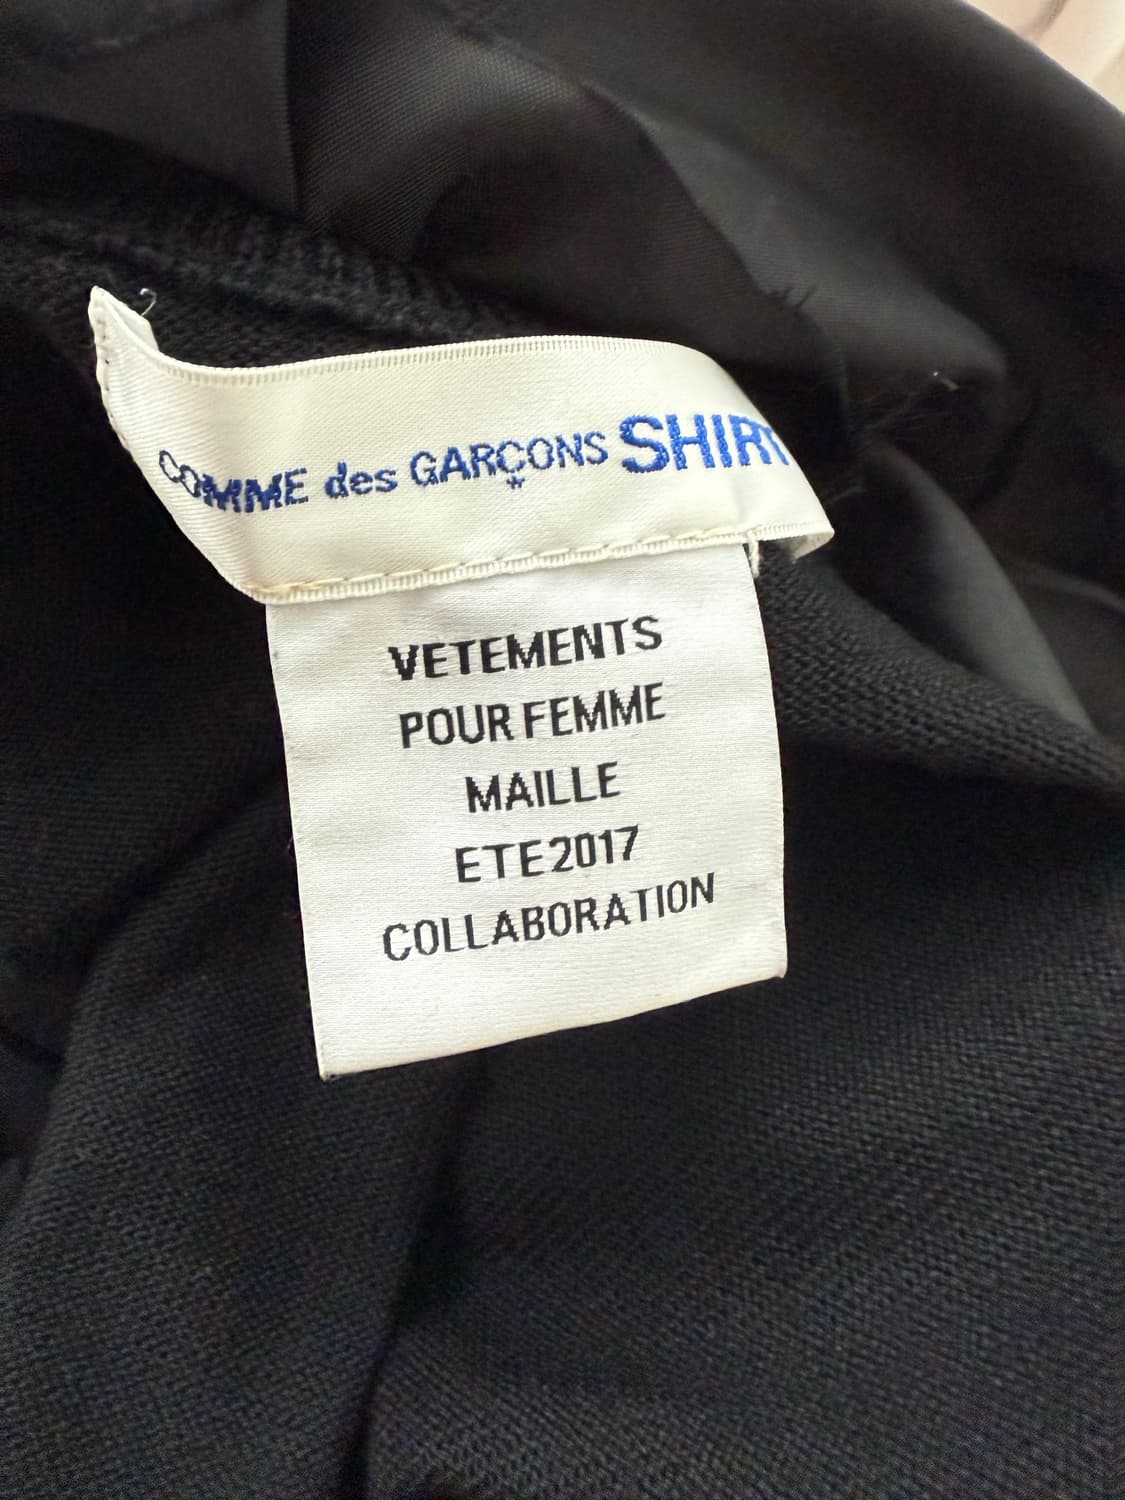 COMME des GARÇONS SHIRT
VETEMENTS
POUR FEMME
MAILLE
ETE 2017
COLLABORATION